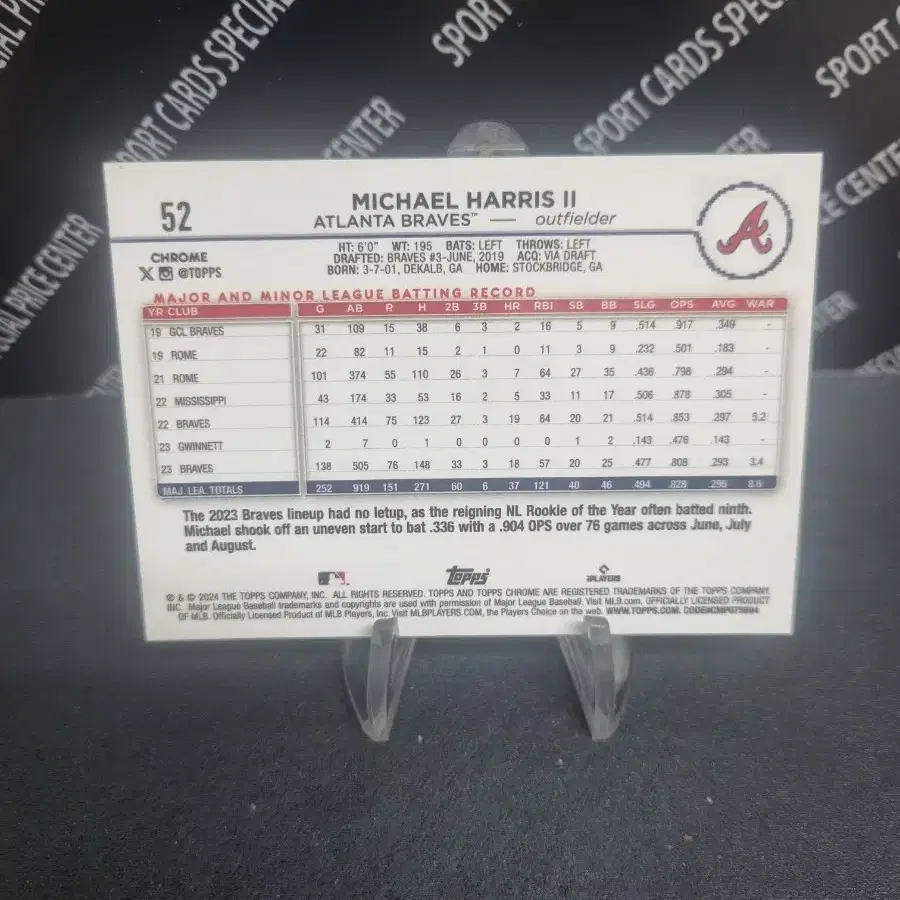 SPORT CARDS SPECIAL
SPORT
SPORT CARDS SPEC
SPORT
IAL PRICE CENTER
ENTER
CENTER
E CENTE
52
MICHAEL HARRIS II
ATLANTA BRAVES™ — outfielder
A
CHROME
X @TOPPS
HT: 6'0" WT: 195 BATS: LEFT THROWS: LEFT
DRAFTED: BRAVES #3-JUNE, 2019 ACQ: VIA DRAFT
BORN: 3-7-01, DEKALB, GA HOME: STOCKBRIDGE, GA
MAJOR AND MINOR LEAGUE BATTING RECORD
YR CLUB G AB R H 2B 3B HR RBI SB BB SLG OPS AVG WAR
19 GCL BRAVES 31 109 15 38 6 3 2 16 5 9 .514 .917 .349 -
19 ROME 22 82 11 15 2 1 0 11 3 9 .232 .501 .183 -
21 ROME 101 374 55 110 26 3 7 64 27 35 .436 .798 .294 -
22 MISSISSIPPI 43 174 33 53 16 2 5 33 11 17 .506 .878 .305 -
22 BRAVES 114 414 75 123 27 3 19 64 20 21 .514 .853 .297 5.2
23 GWINNETT 2 7 0 1 0 0 0 0 1 2 .143 .476 .143 -
23 BRAVES 138 505 76 148 33 3 18 57 20 25 .477 .808 .293 3.4
MAJ. LEA. TOTALS 252 919 151 271 60 6 37 121 40 46 .494 .828 .295 8.6
The 2023 Braves lineup had no letup, as the reigning NL Rookie of the Year often batted ninth.
Michael shook off an uneven start to bat .336 with a .904 OPS over 76 games across June, July
and August.
Topps
PLAYERS
® & © 2024 THE TOPPS COMPANY, INC. ALL RIGHTS RESERVED. TOPPS AND TOPPS CHROME ARE REGISTERED TRADEMARKS OF THE TOPPS COMPANY,
INC. Major League Baseball trademarks and copyrights are used with permission of Major League Baseball. Visit MLB.com. OFFICIALLY LICENSED PRODUCT
OF MLB. Officially Licensed Product of MLB Players, Inc. Visit MLBPLAYERS.COM, the Players Choice on the web. WWW.TOPPS.COM.